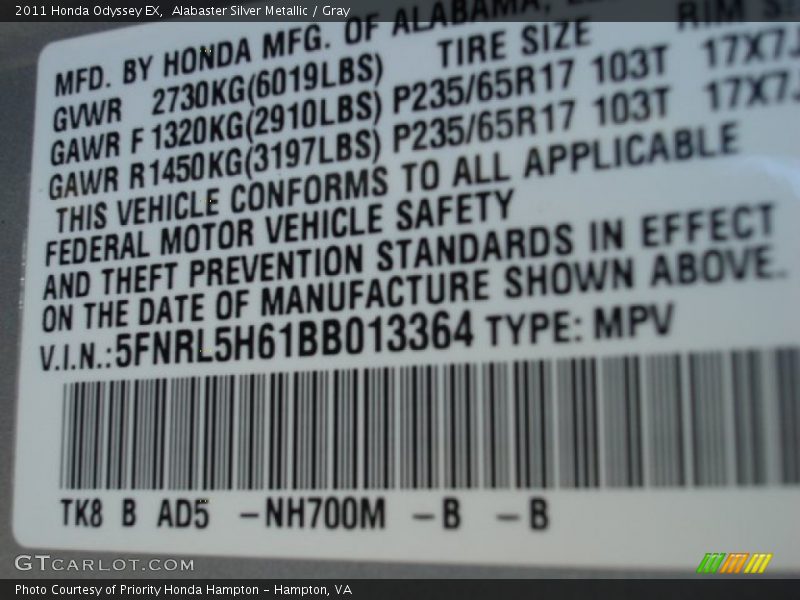 2011 Honda Odyssey EX,  Alabaster Silver Metallic / Gray
MFD. BY HONDA MFG. OF ALABAMA,
TIRE SIZE RIM
GVWR 2730KG(6019LBS)
GAWR F 1320KG(2910LBS) P235/65R17 103T 17X7J
GAWR R1450KG(3197LBS) P235/65R17 103T 17X7J
THIS VEHICLE CONFORMS TO ALL APPLICABLE
FEDERAL MOTOR VEHICLE SAFETY
AND THEFT PREVENTION STANDARDS IN EFFECT
ON THE DATE OF MANUFACTURE SHOWN ABOVE.
V.I.N.:5FNRL5H61BB013364 TYPE: MPV
TK8 B AD5 -NH700M -B -B
GTCARLOT.COM
Photo Courtesy of Priority Honda Hampton - Hampton, VA